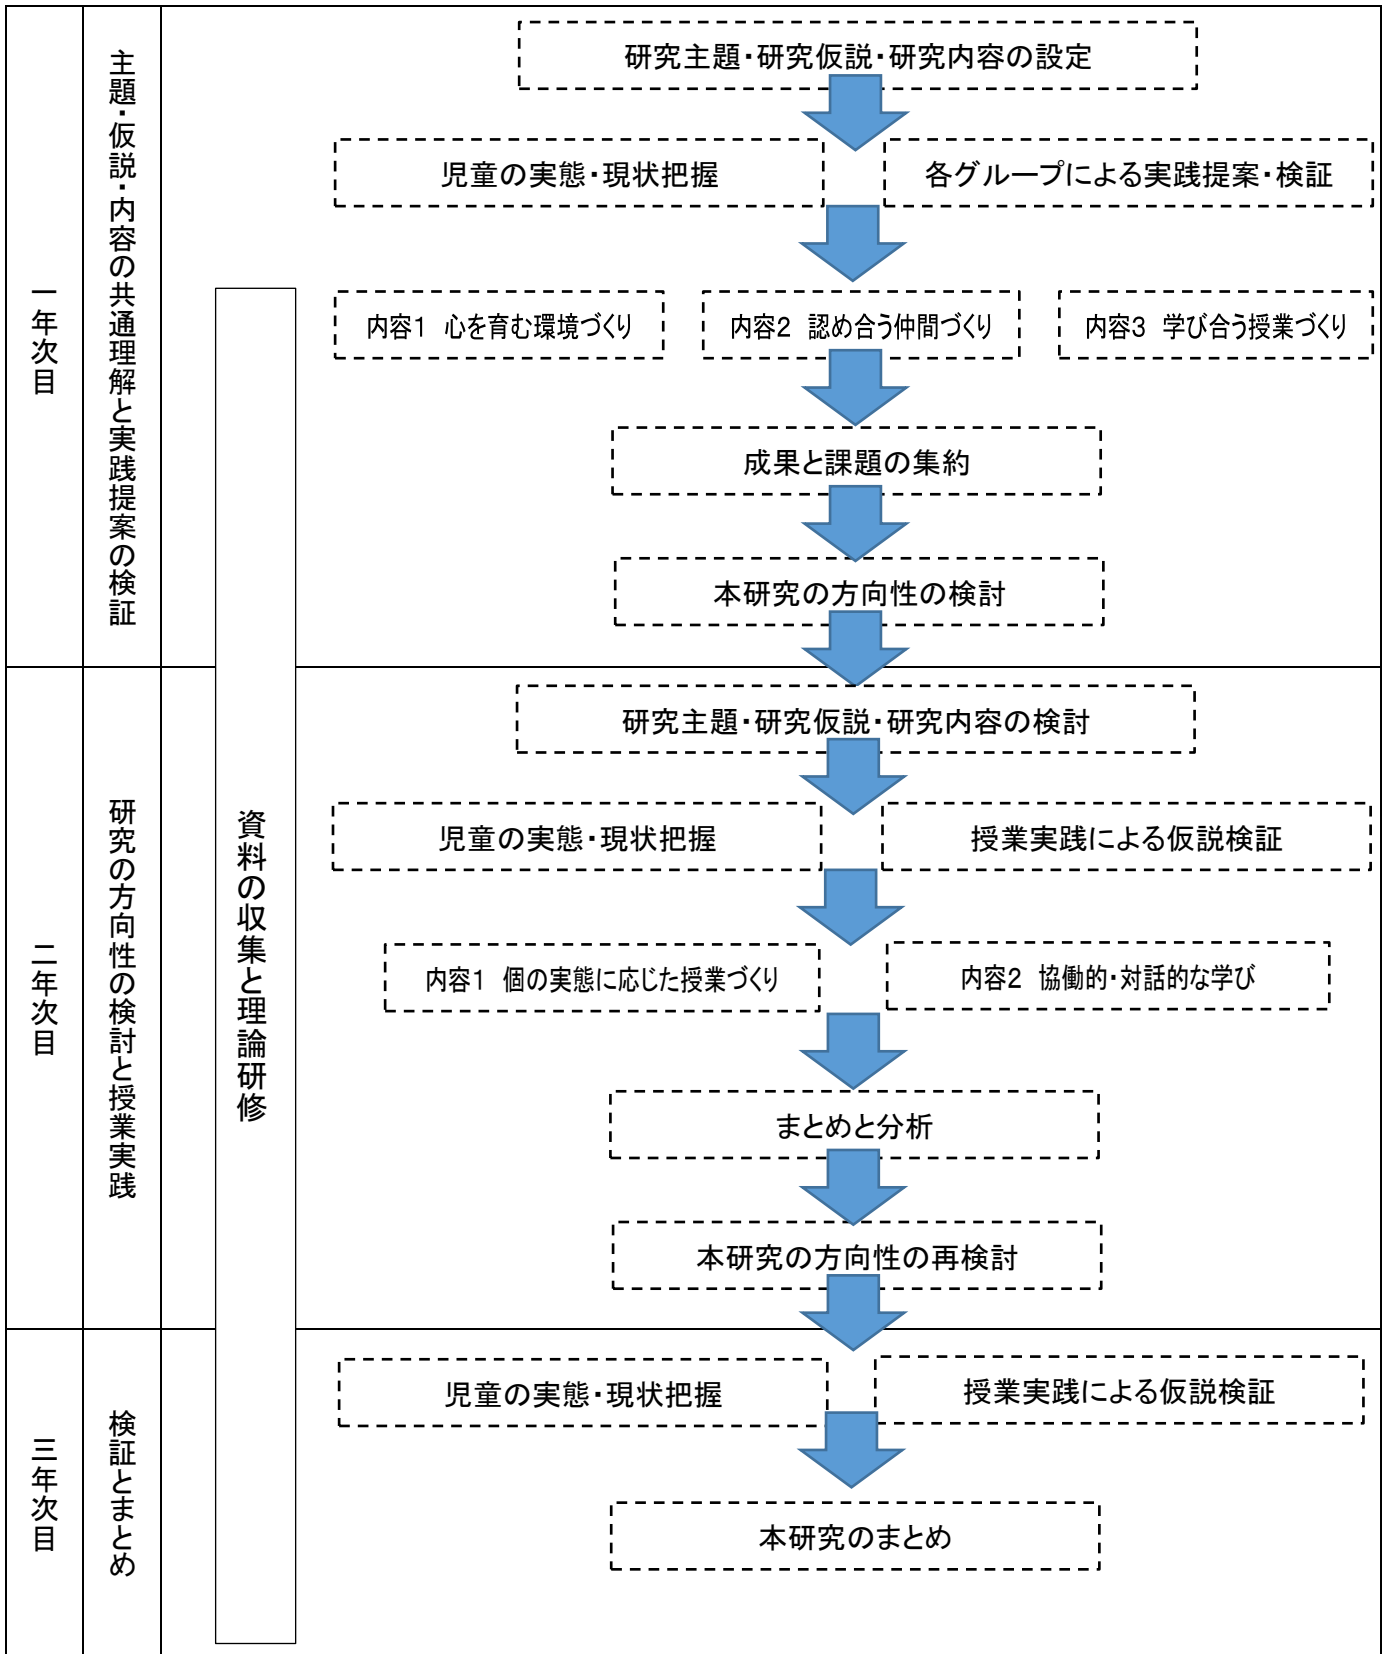 一年次目
主題・仮説・内容の共通理解と実践提案の検証
研究主題・研究仮説・研究内容の設定
児童の実態・現状把握
各グループによる実践提案・検証
内容1 心を育む環境づくり
内容2 認め合う仲間づくり
内容3 学び合う授業づくり
成果と課題の集約
本研究の方向性の検討
資料の収集と理論研修
二年次目
研究の方向性の検討と授業実践
研究主題・研究仮説・研究内容の検討
児童の実態・現状把握
授業実践による仮説検証
内容1 個の実態に応じた授業づくり
内容2 協働的・対話的な学び
まとめと分析
本研究の方向性の再検討
三年次目
検証とまとめ
児童の実態・現状把握
授業実践による仮説検証
本研究のまとめ